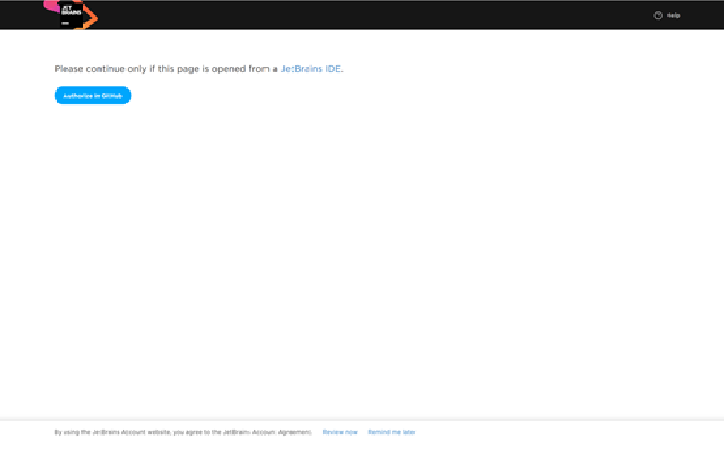 JET
BRAINS
Help
Please continue only if this page is opened from a JetBrains IDE.
Authorize in GitHub
By using the JetBrains Account website, you agree to the JetBrains Account Agreement. Review now Remind me later